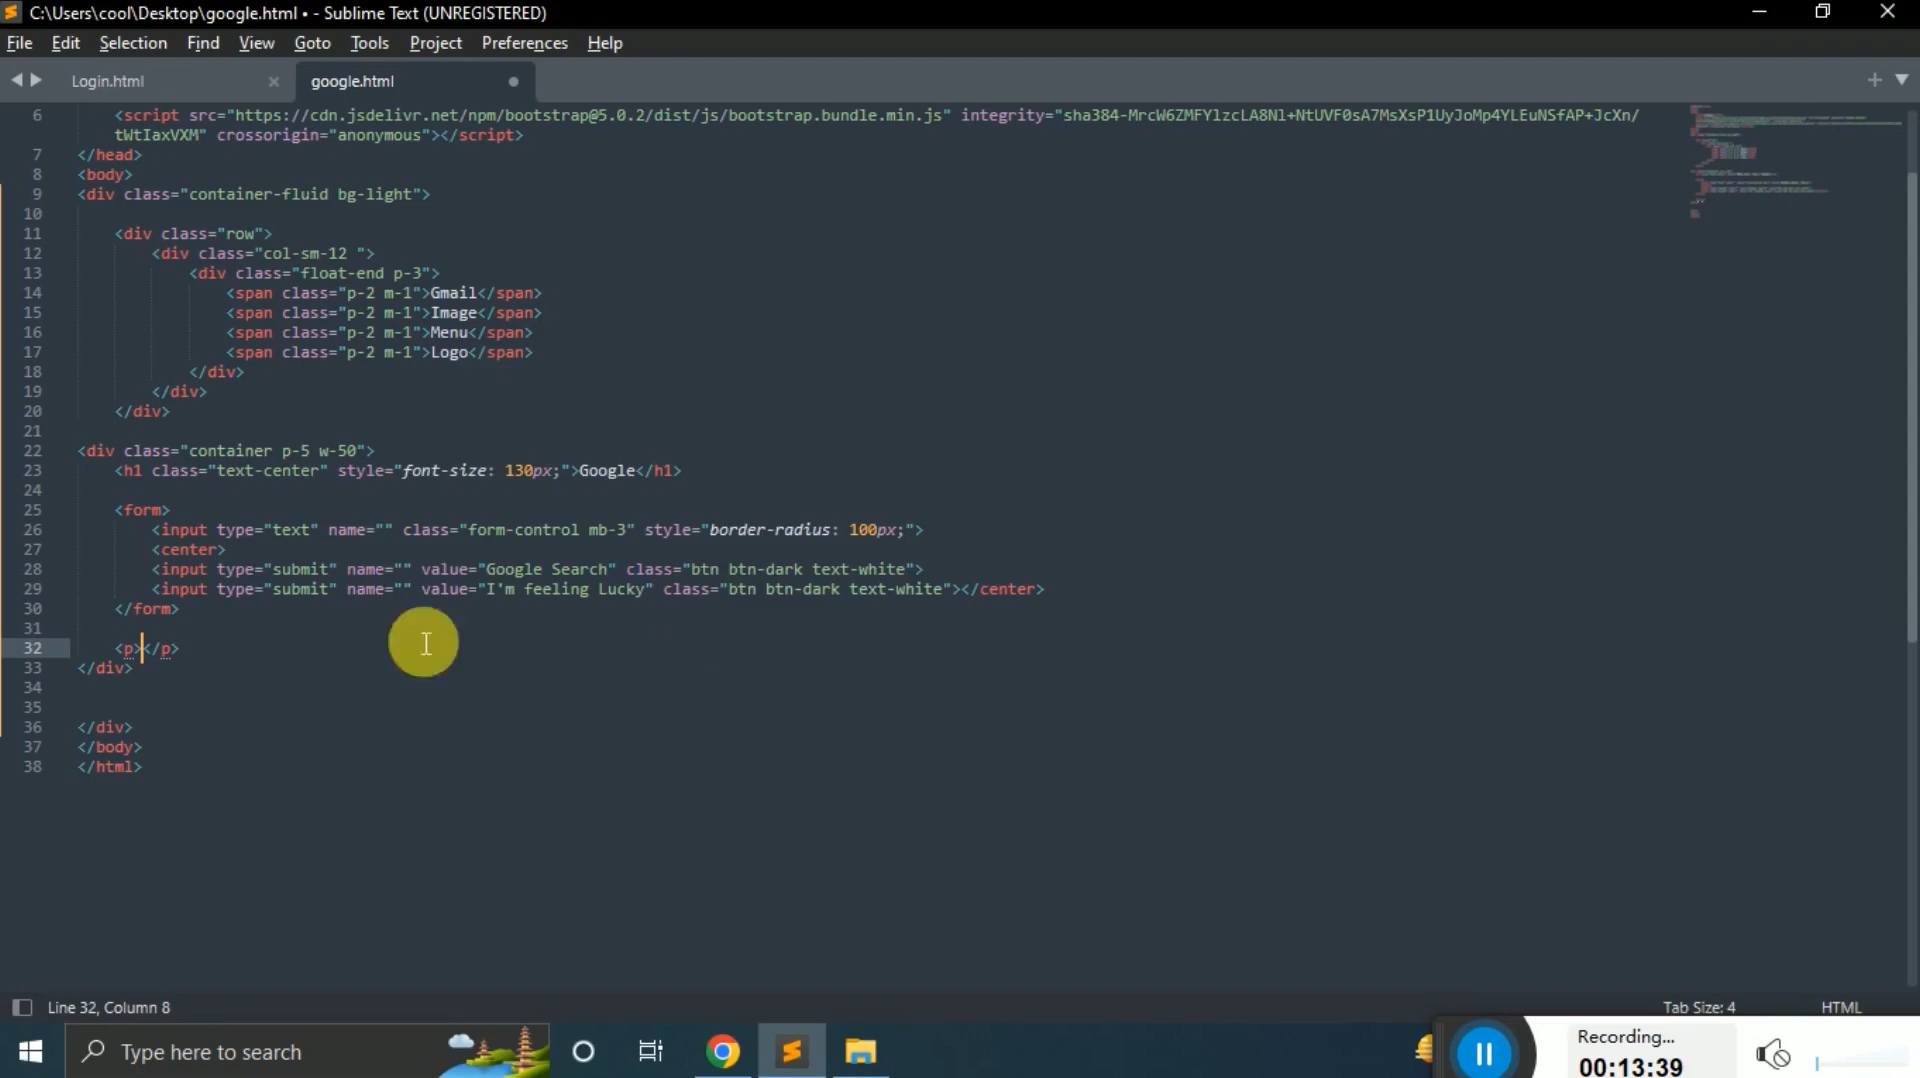 C:\Users\cool\Desktop\google.html • - Sublime Text (UNREGISTERED)
File Edit Selection Find View Goto Tools Project Preferences Help
Login.html google.html
6 <script src="https://cdn.jsdelivr.net/npm/bootstrap@5.0.2/dist/js/bootstrap.bundle.min.js" integrity="sha384-MrcW6ZMFYlzcLA8Nl+NtUVF0sA7MsXsP1UyJoMp4YLEuNSfAP+JcXn/
tWtIaxVXM" crossorigin="anonymous"></script>
7 </head>
8 <body>
9 <div class="container-fluid bg-light">
10
11 <div class="row">
12 <div class="col-sm-12 ">
13 <div class="float-end p-3">
14 <span class="p-2 m-1">Gmail</span>
15 <span class="p-2 m-1">Image</span>
16 <span class="p-2 m-1">Menu</span>
17 <span class="p-2 m-1">Logo</span>
18 </div>
19 </div>
20 </div>
21
22 <div class="container p-5 w-50">
23 <h1 class="text-center" style="font-size: 130px;">Google</h1>
24
25 <form>
26 <input type="text" name="" class="form-control mb-3" style="border-radius: 100px;">
27 <center>
28 <input type="submit" name="" value="Google Search" class="btn btn-dark text-white">
29 <input type="submit" name="" value="I'm feeling Lucky" class="btn btn-dark text-white"></center>
30 </form>
31
32 <p></p>
33 </div>
34
35
36 </div>
37 </body>
38 </html>
Line 32, Column 8 Tab Size: 4 HTML
Type here to search
Recording...
00:13:39